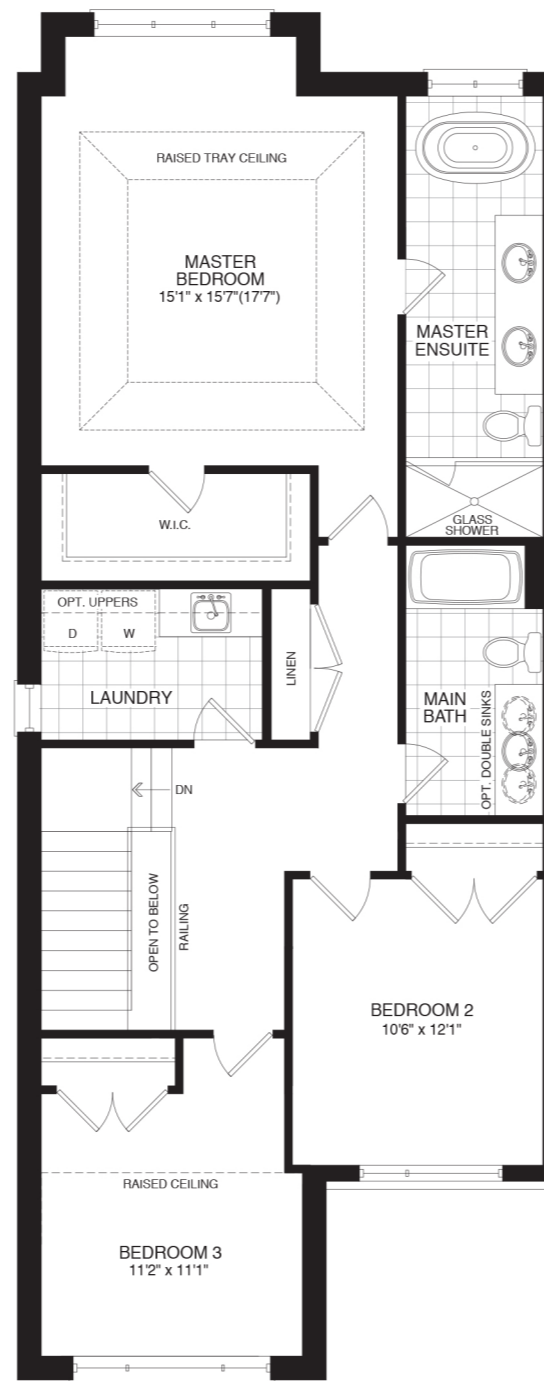 RAISED TRAY CEILING
MASTER
BEDROOM
15'1" x 15'7"(17'7")
MASTER
ENSUITE
W.I.C.
GLASS
SHOWER
OPT. UPPERS
D
W
LAUNDRY
LINEN
MAIN
BATH
OPT. DOUBLE SINKS
DN
OPEN TO BELOW
RAILING
BEDROOM 2
10'6" x 12'1"
RAISED CEILING
BEDROOM 3
11'2" x 11'1"